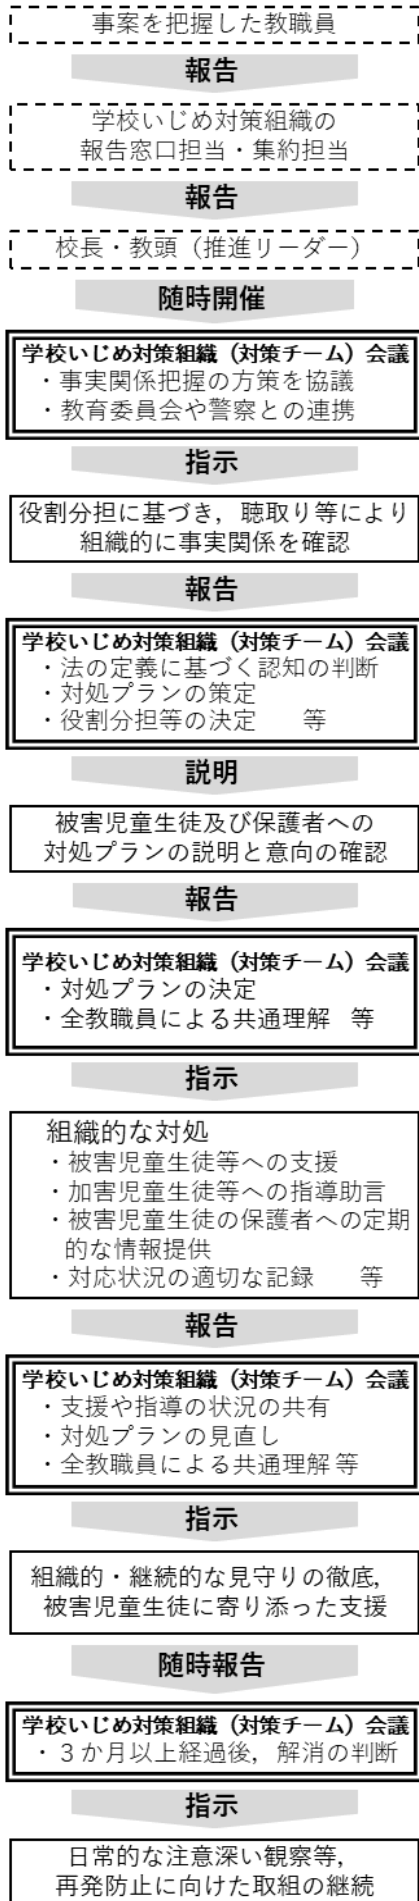 事案を把握した教職員
報告
学校いじめ対策組織の
報告窓口担当・集約担当
報告
校長・教頭（推進リーダー）
随時開催
学校いじめ対策組織（対策チーム）会議
・事実関係把握の方策を協議
・教育委員会や警察との連携
指示
役割分担に基づき，聴取り等により
組織的に事実関係を確認
報告
学校いじめ対策組織（対策チーム）会議
・法の定義に基づく認知の判断
・対処プランの策定
・役割分担等の決定　　等
説明
被害児童生徒及び保護者への
対処プランの説明と意向の確認
報告
学校いじめ対策組織（対策チーム）会議
・対処プランの決定
・全教職員による共通理解　等
指示
組織的な対処
・被害児童生徒等への支援
・加害児童生徒等への指導助言
・被害児童生徒の保護者への定期
的な情報提供
・対応状況の適切な記録　　等
報告
学校いじめ対策組織（対策チーム）会議
・支援や指導の状況の共有
・対処プランの見直し
・全教職員による共通理解 等
指示
組織的・継続的な見守りの徹底，
被害児童生徒に寄り添った支援
随時報告
学校いじめ対策組織（対策チーム）会議
・３か月以上経過後，解消の判断
指示
日常的な注意深い観察等，
再発防止に向けた取組の継続